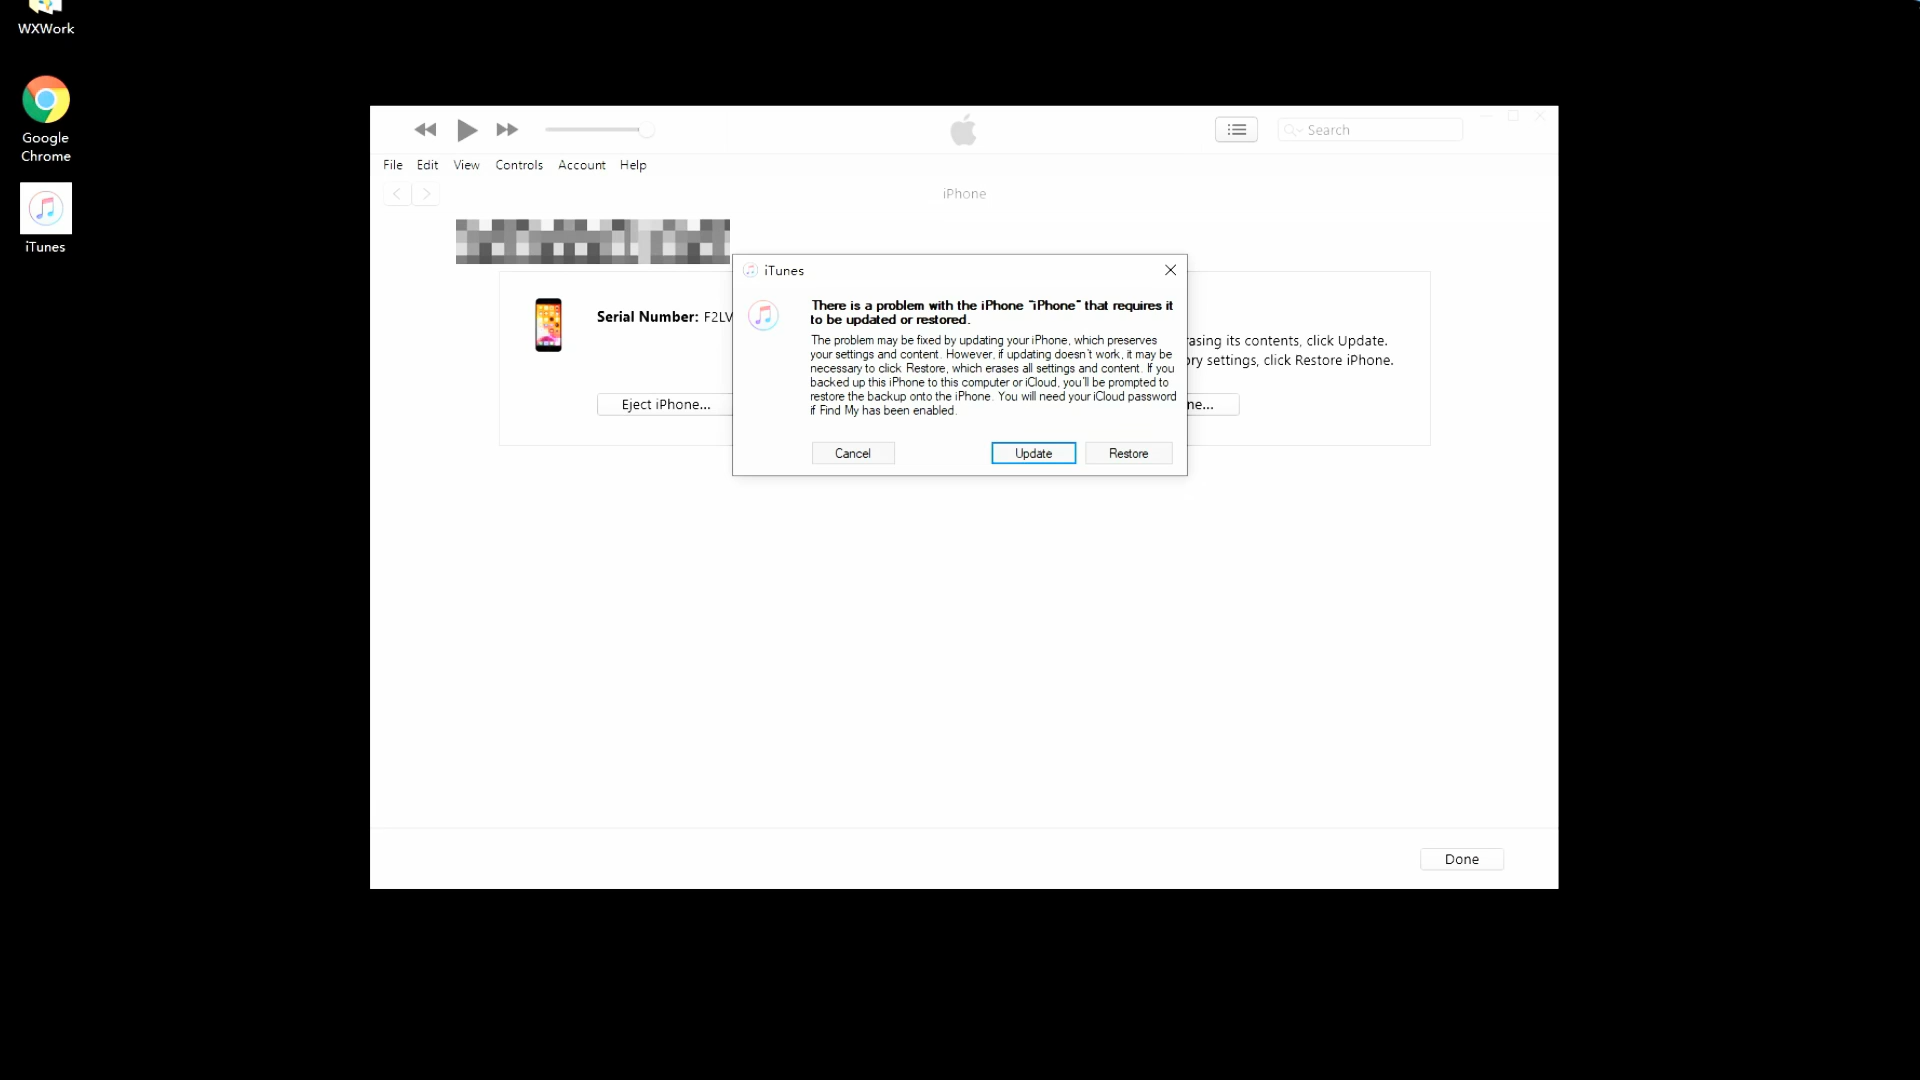 WXWork
Google
Chrome
iTunes
Search
File Edit View Controls Account Help
iPhone
iTunes
There is a problem with the iPhone "iPhone" that requires it
to be updated or restored.
The problem may be fixed by updating your iPhone, which preserves
your settings and content. However, if updating doesn't work, it may be
necessary to click Restore, which erases all settings and content. If you
backed up this iPhone to this computer or iCloud, you'll be prompted to
restore the backup onto the iPhone. You will need your iCloud password
if Find My has been enabled.
Cancel Update Restore
Serial Number: F2LV
asing its contents, click Update.
ory settings, click Restore iPhone.
Eject iPhone...
ne...
Done